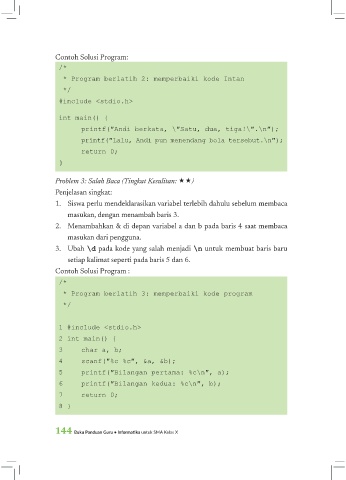 Contoh Solusi Program:
/*
* Program berlatih 2: memperbaiki kode Intan
*/
#include <stdio.h>
int main() {
printf("Andi berkata, \"Satu, dua, tiga!\".\n");
printf("Lalu, Andi pun menendang bola tersebut.\n");
return 0;
}
Problem 3: Salah Baca (Tingkat Kesulitan: ★★)
Penjelasan singkat:
1. Siswa perlu mendeklarasikan variabel terlebih dahulu sebelum membaca
masukan, dengan menambah baris 3.
2. Menambahkan & di depan variabel a dan b pada baris 4 saat membaca
masukan dari pengguna.
3. Ubah \d pada kode yang salah menjadi \n untuk membuat baris baru
setiap kalimat seperti pada baris 5 dan 6.
Contoh Solusi Program :
/*
* Program berlatih 3: memperbaiki kode program
*/
1 #include <stdio.h>
2 int main() {
3 char a, b;
4 scanf("%c %c", &a, &b);
5 printf("Bilangan pertama: %c\n", a);
6 printf("Bilangan kedua: %c\n", b);
7 return 0;
8 }
144 Buku Panduan Guru • Informatika untuk SMA Kelas X